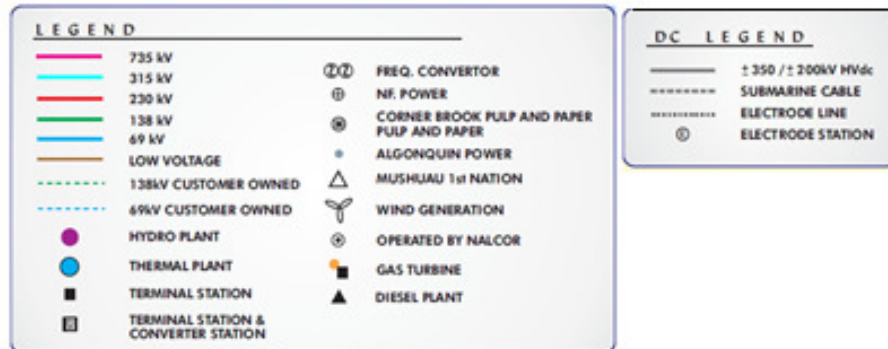 LEGEND
735 kV
315 kV
230 kV
138 kV
69 kV
LOW VOLTAGE
138kV CUSTOMER OWNED
69kV CUSTOMER OWNED
HYDRO PLANT
THERMAL PLANT
TERMINAL STATION
TERMINAL STATION &
CONVERTER STATION
FREQ. CONVERTOR
NF. POWER
CORNER BROOK PULP AND PAPER
PULP AND PAPER
ALGONQUIN POWER
MUSHUAU 1st NATION
WIND GENERATION
OPERATED BY NALCOR
GAS TURBINE
DIESEL PLANT
DC LEGEND
±350 /±200kV HVdc
SUBMARINE CABLE
ELECTRODE LINE
E ELECTRODE STATION